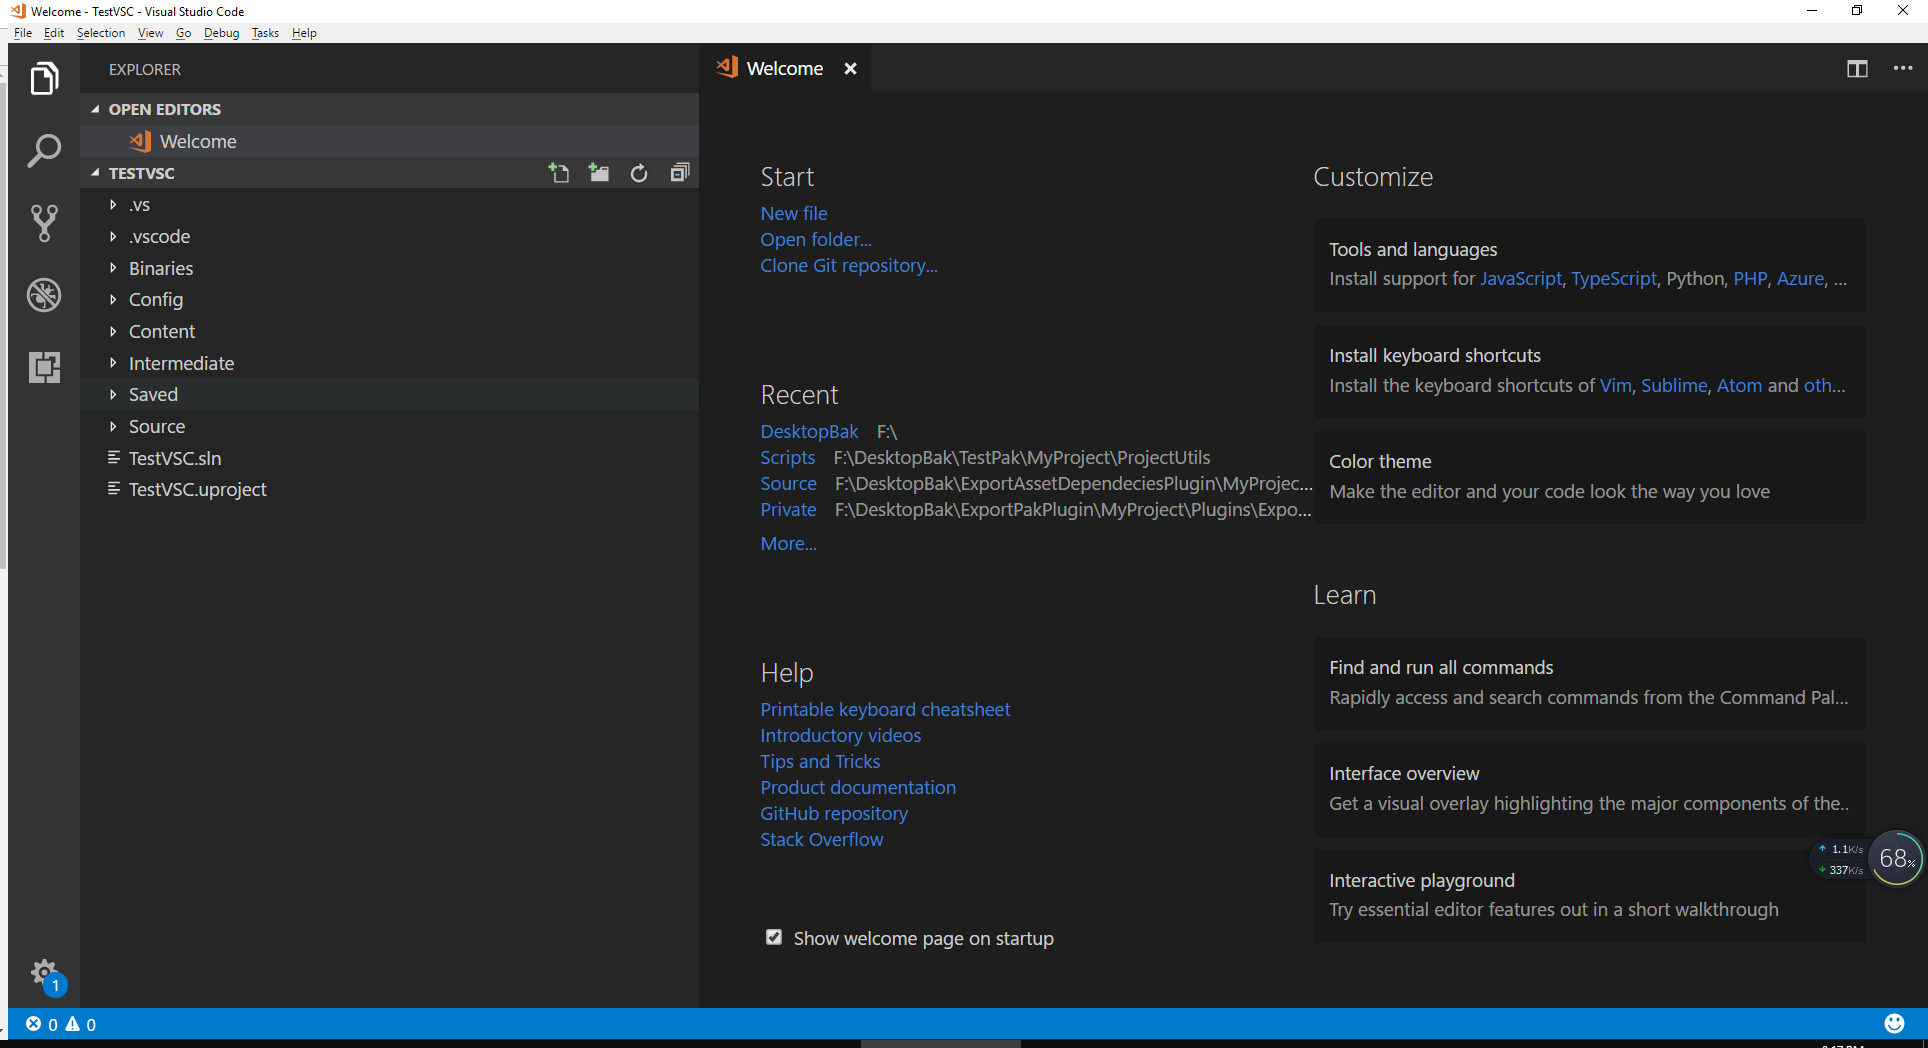 Welcome - TestVSC - Visual Studio Code
File Edit Selection View Go Debug Tasks Help
EXPLORER
OPEN EDITORS
Welcome
TESTVSC
.vs
.vscode
Binaries
Config
Content
Intermediate
Saved
Source
TestVSC.sln
TestVSC.uproject
1
Welcome
Start
New file
Open folder...
Clone Git repository...
Recent
DesktopBak F:\
Scripts F:\DesktopBak\TestPak\MyProject\ProjectUtils
Source F:\DesktopBak\ExportAssetDependeciesPlugin\MyProjec...
Private F:\DesktopBak\ExportPakPlugin\MyProject\Plugins\Expo...
More...
Help
Printable keyboard cheatsheet
Introductory videos
Tips and Tricks
Product documentation
GitHub repository
Stack Overflow
Show welcome page on startup
Customize
Tools and languages
Install support for JavaScript, TypeScript, Python, PHP, Azure, ...
Install keyboard shortcuts
Install the keyboard shortcuts of Vim, Sublime, Atom and oth...
Color theme
Make the editor and your code look the way you love
Learn
Find and run all commands
Rapidly access and search commands from the Command Pal...
Interface overview
Get a visual overlay highlighting the major components of the..
Interactive playground
Try essential editor features out in a short walkthrough
1.1K/s
337K/s
68%
0 0